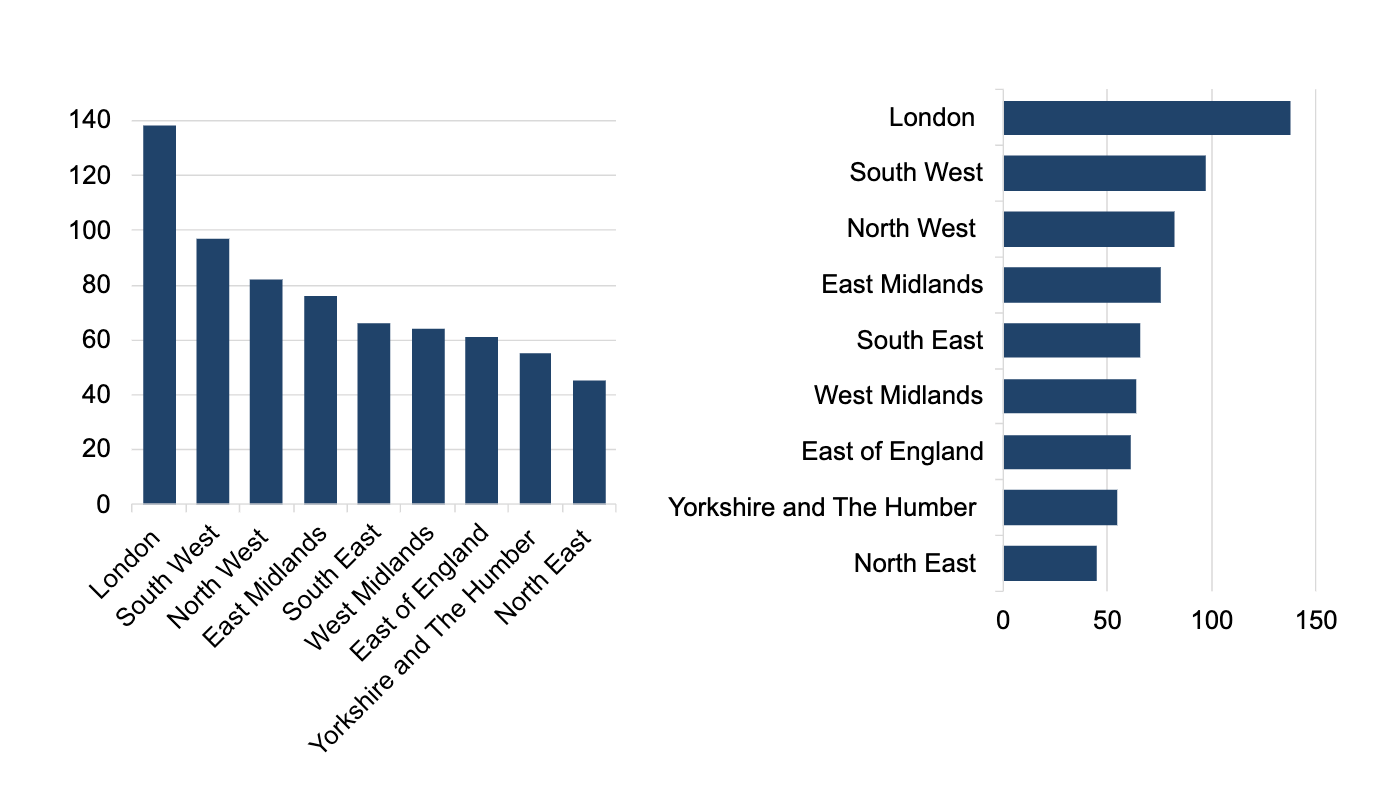 140
120
100
80
60
40
20
0
London
South West
North West
East Midlands
South East
West Midlands
East of England
Yorkshire and The Humber
North East
London
South West
North West
East Midlands
South East
West Midlands
East of England
Yorkshire and The Humber
North East
0 50 100 150